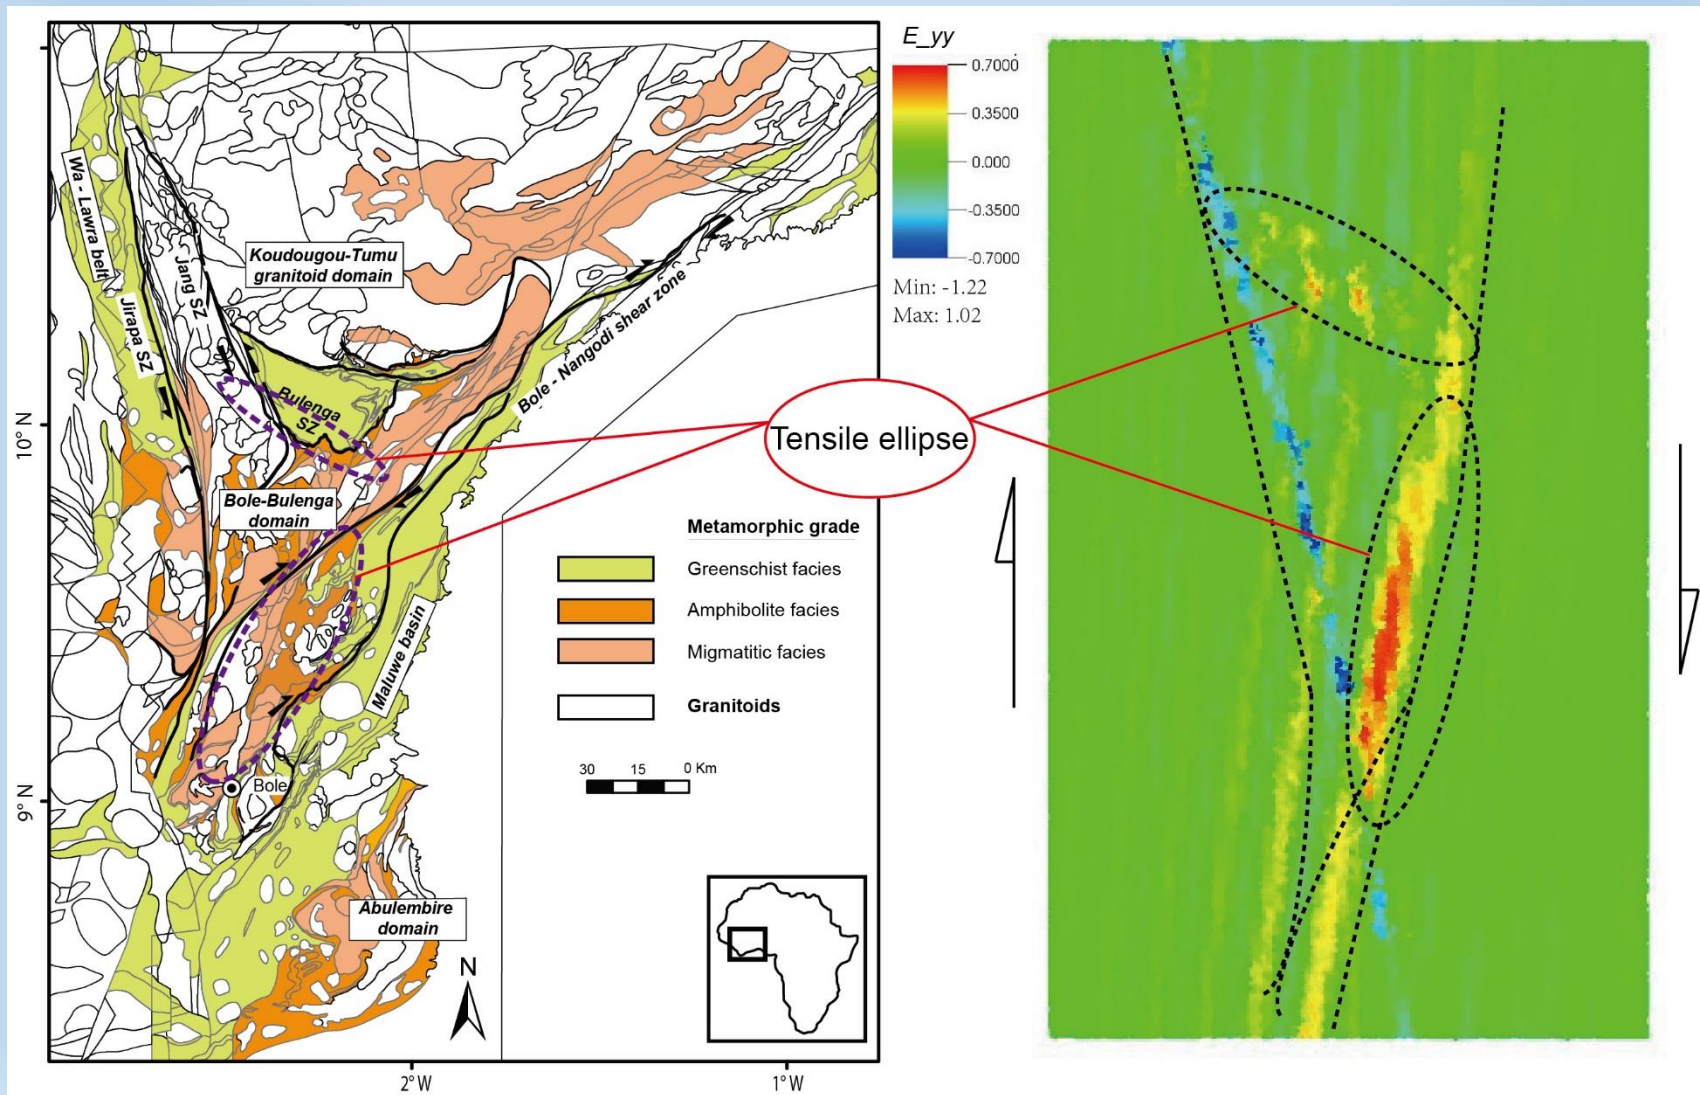 Wa - Lawra belt
Jirapa SZ
Jang SZ
Koudougou-Tumu
granitoid domain
Bulenga
SZ
Bole - Nangodi shear zone
Bole-Bulenga
domain
Maluwe basin
Bole
Abulembire
domain
10° N
9° N
2° W
1° W
N
Metamorphic grade
Greenschist facies
Amphibolite facies
Migmatitic facies
Granitoids
30 15 0 Km
Tensile ellipse
E_yy
0.7000
0.3500
0.000
-0.3500
-0.7000
Min: -1.22
Max: 1.02